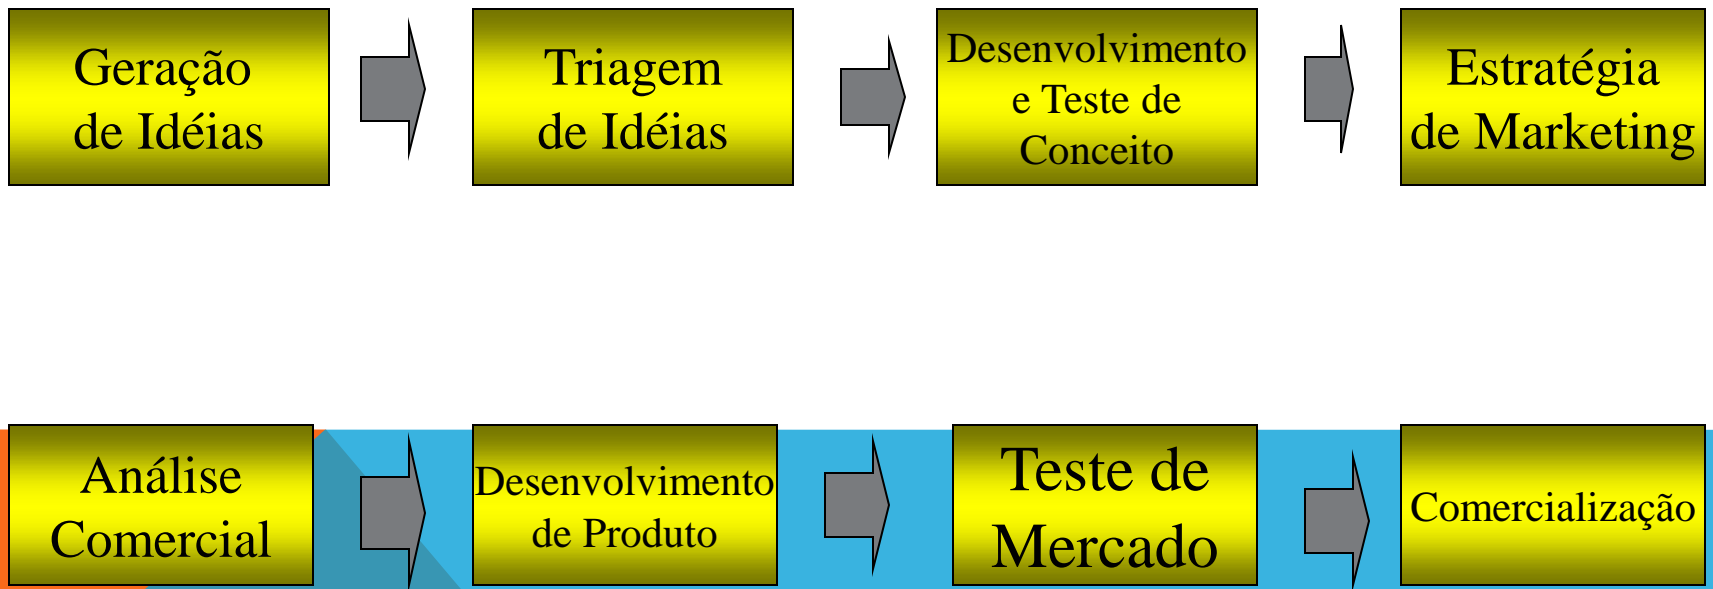 Geração
de Idéias
Triagem
de Idéias
Desenvolvimento
e Teste de
Conceito
Estratégia
de Marketing
Análise
Comercial
Desenvolvimento
de Produto
Teste de
Mercado
Comercialização